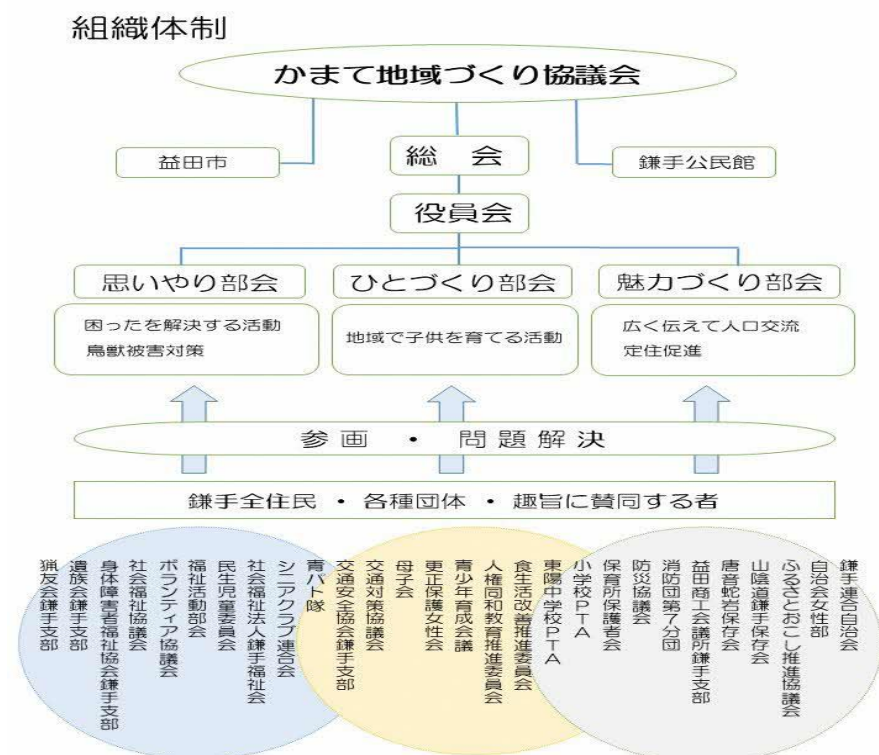 組織体制
かまて地域づくり協議会
益田市
総 会
鎌手公民館
役員会
思いやり部会
ひとづくり部会
魅力づくり部会
困ったを解決する活動
鳥獣被害対策
地域で子供を育てる活動
広く伝えて人口交流
定住促進
参画 ・ 問題解決
鎌手全住民 ・ 各種団体 ・ 趣旨に賛同する者
鎌手連合自治会
自治会女性部
ふるさとおこし推進協議会
山陰道鎌手保存会
唐音蛇岩保存会
益田商工会議所鎌手支部
消防団第7分団
防災協議会
保育所保護者会
小学校PTA
東陽中学校PTA
食生活改善推進委員会
人権同和教育推進委員会
青少年育成会議
更正保護女性会
母子会
交通対策協議会
交通安全協会鎌手支部
青パト隊
シニアクラブ連合会
社会福祉法人鎌手福祉会
民生児童委員会
福祉活動部会
ボランティア協議会
社会福祉協議会
身体障害者福祉協会鎌手支部
遺族会鎌手支部
猟友会鎌手支部